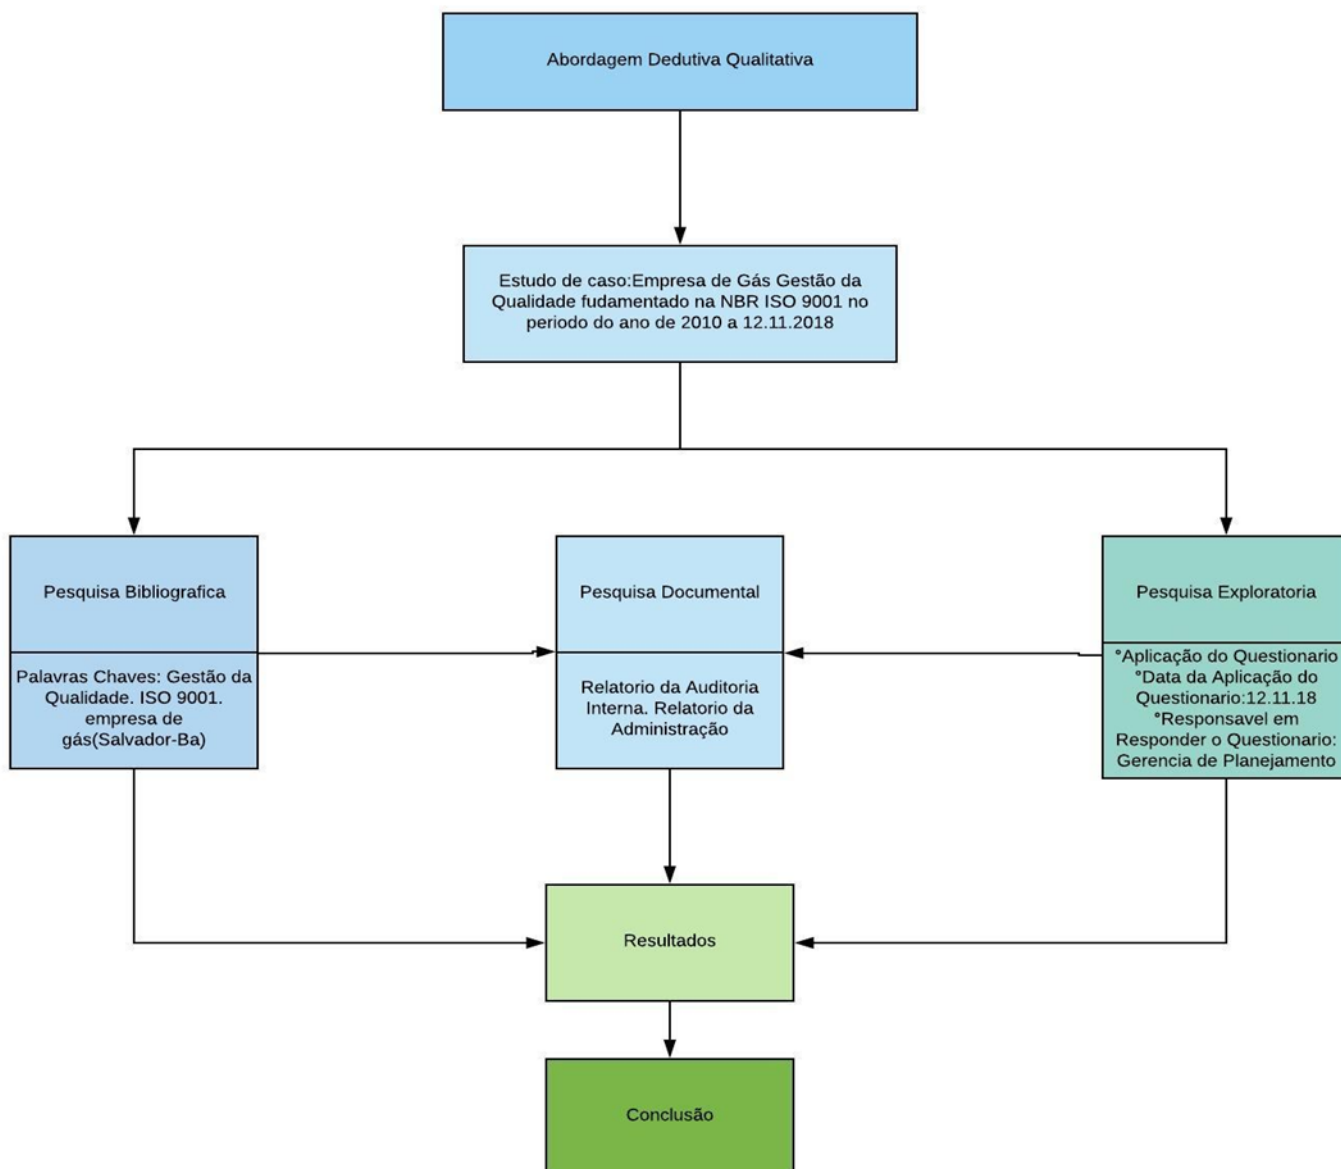 Abordagem Dedutiva Qualitativa
Estudo de caso:Empresa de Gás Gestão da
Qualidade fudamentado na NBR ISO 9001 no
periodo do ano de 2010 a 12.11.2018
Pesquisa Bibliografica
Palavras Chaves: Gestão da
Qualidade. ISO 9001.
empresa de
gás(Salvador-Ba)
Pesquisa Documental
Relatorio da Auditoria
Interna. Relatorio da
Administração
Pesquisa Exploratoria
°Aplicação do Questionario
°Data da Aplicação do
Questionario:12.11.18
°Responsavel em
Responder o Questionario:
Gerencia de Planejamento
Resultados
Conclusão